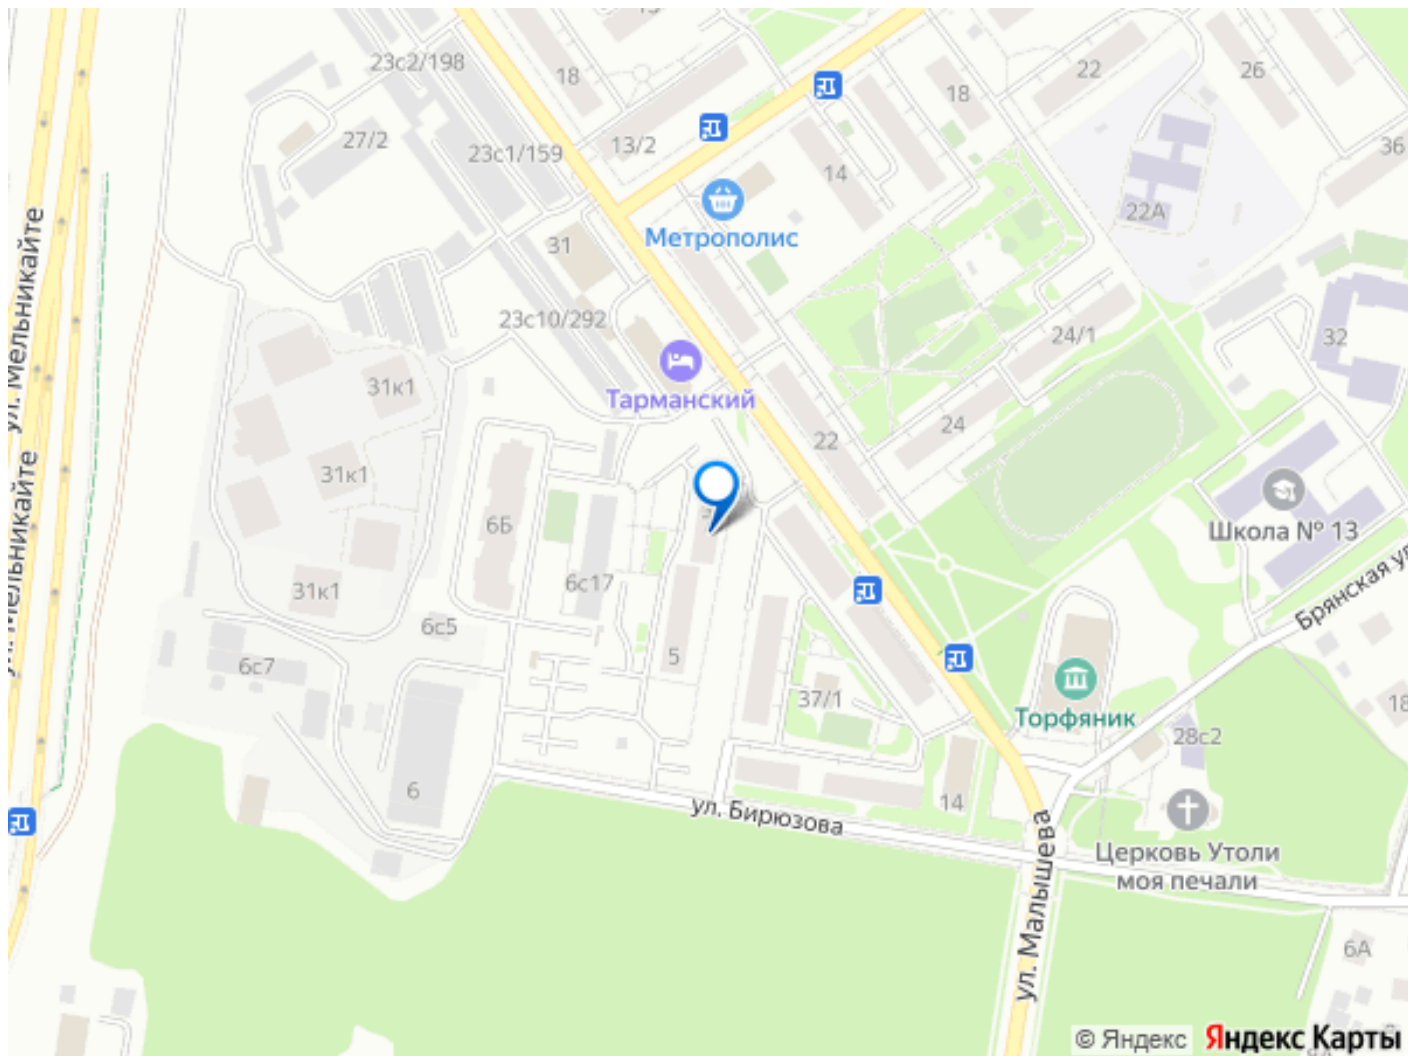 23с2/198
18
22
26
18
27/2
23с1/159
13/2
14
36
22А
Метрополис
31
23с10/292
24/1
32
31к1
Тарманский
24
22
31к1
6Б
Школа № 13
31к1
6с17
Брянская ул
6с5
5
6с7
37/1
Торфяник
18
28с2
6
14
ул. Бирюзова
Церковь Утоли
моя печали
ул. Малышева
6А
ул. Мельникайте
ул. Мельникайте
© Яндекс
Яндекс Карты